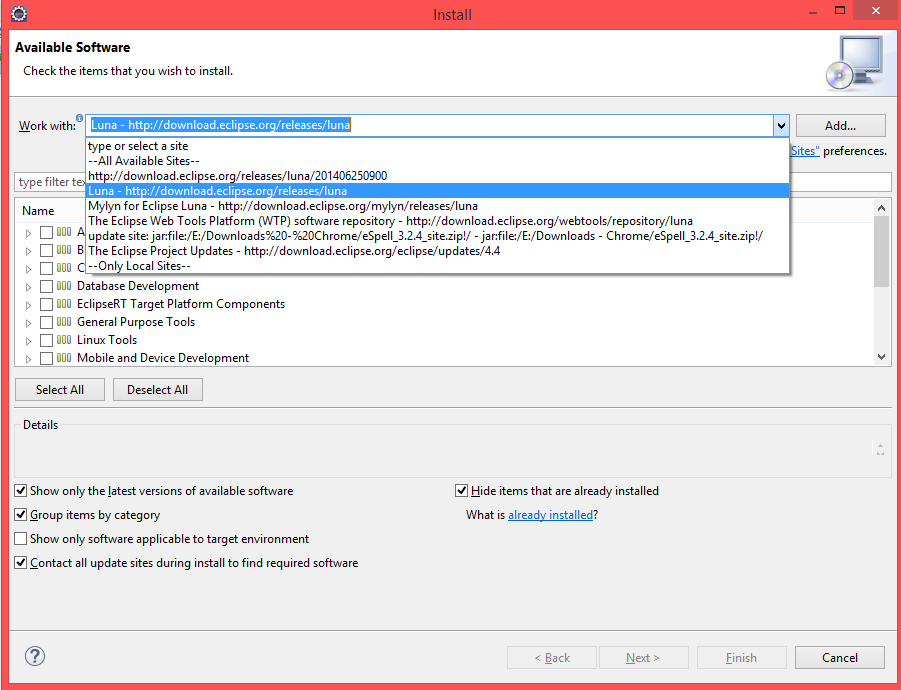 Install
Available Software
Check the items that you wish to install.
Work with:
Luna - http://download.eclipse.org/releases/luna
Add...
type or select a site
--All Available Sites--
Sites" preferences.
http://download.eclipse.org/releases/luna/201406250900
type filter tex
Luna - http://download.eclipse.org/releases/luna
Mylyn for Eclipse Luna - http://download.eclipse.org/mylyn/releases/luna
Name
The Eclipse Web Tools Platform (WTP) software repository - http://download.eclipse.org/webtools/repository/luna
A
update site: jar:file:/E:/Downloads%20-%20Chrome/eSpell_3.2.4_site.zip!/ - jar:file:/E:/Downloads - Chrome/eSpell_3.2.4_site.zip!/
B
The Eclipse Project Updates - http://download.eclipse.org/eclipse/updates/4.4
C
--Only Local Sites--
Database Development
EclipseRT Target Platform Components
General Purpose Tools
Linux Tools
Mobile and Device Development
Select All
Deselect All
Details
Show only the latest versions of available software
Hide items that are already installed
Group items by category
What is already installed?
Show only software applicable to target environment
Contact all update sites during install to find required software
< Back
Next >
Finish
Cancel